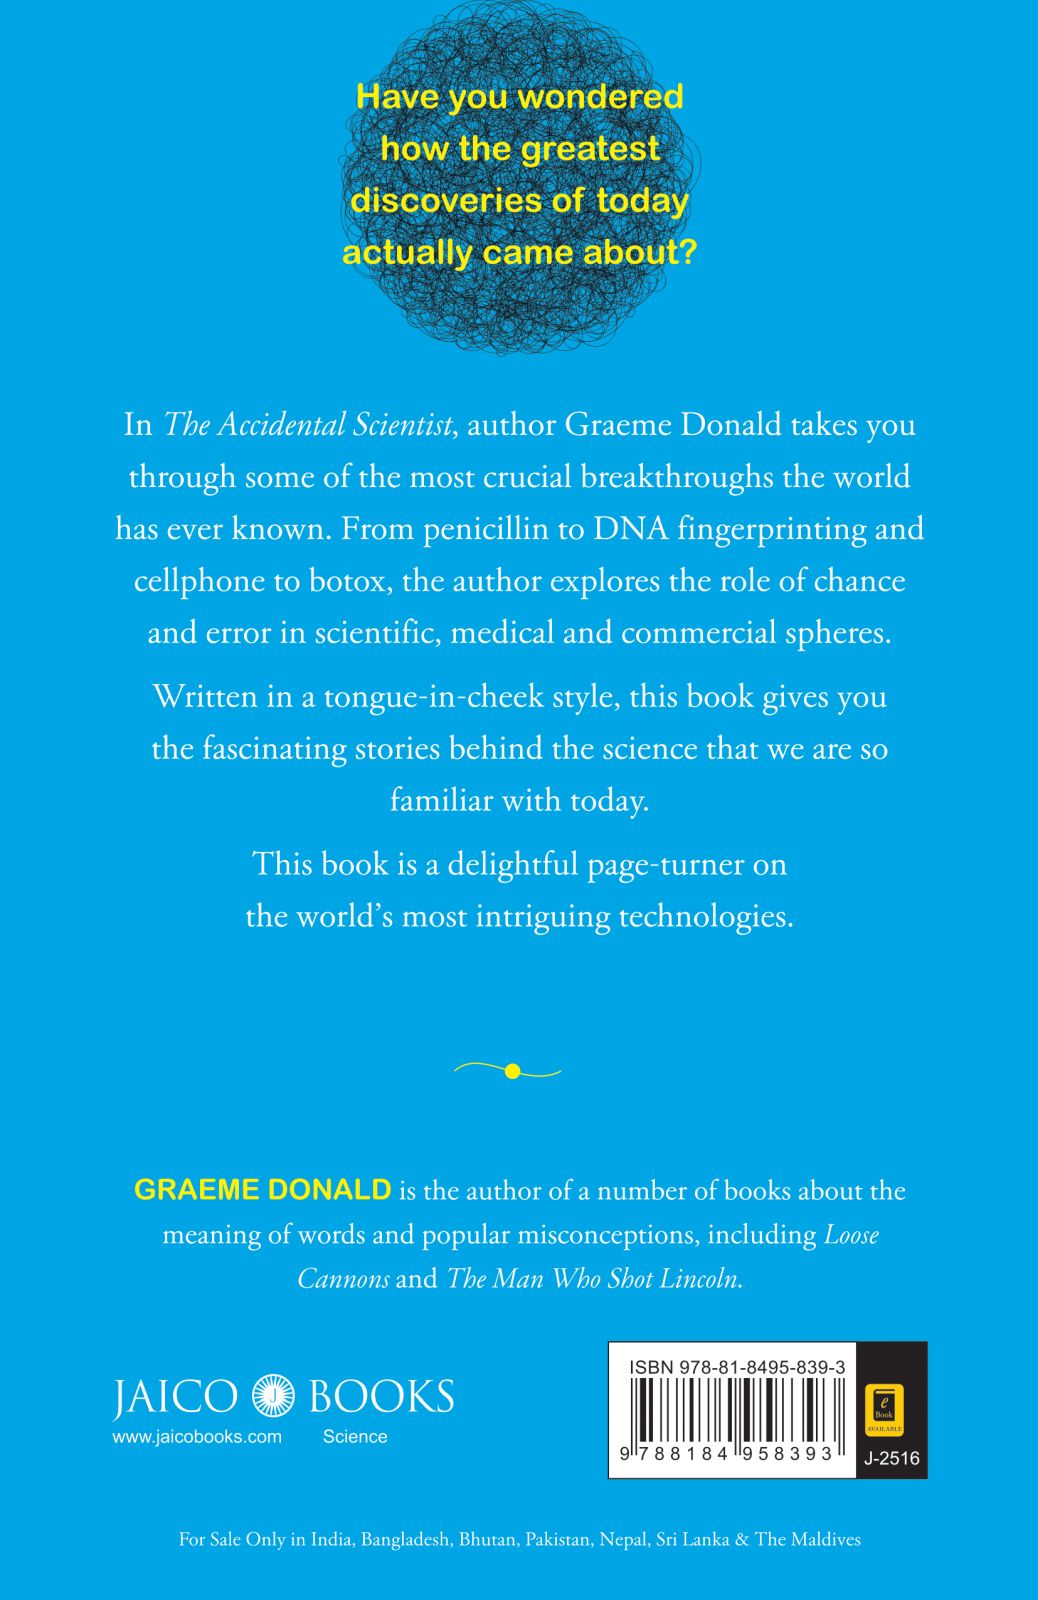 Have you wondered
how the greatest
discoveries of today
actually came about?
In The Accidental Scientist, author Graeme Donald takes you
through some of the most crucial breakthroughs the world
has ever known. From penicillin to DNA fingerprinting and
cellphone to botox, the author explores the role of chance
and error in scientific, medical and commercial spheres.
Written in a tongue-in-cheek style, this book gives you
the fascinating stories behind the science that we are so
familiar with today.
This book is a delightful page-turner on
the world’s most intriguing technologies.
GRAEME DONALD is the author of a number of books about the
meaning of words and popular misconceptions, including Loose
Cannons and The Man Who Shot Lincoln.
JAICO J BOOKS
www.jaicobooks.com Science
ISBN 978-81-8495-839-3
9 788184 958393
e
Book
AVAILABLE
J-2516
For Sale Only in India, Bangladesh, Bhutan, Pakistan, Nepal, Sri Lanka & The Maldives